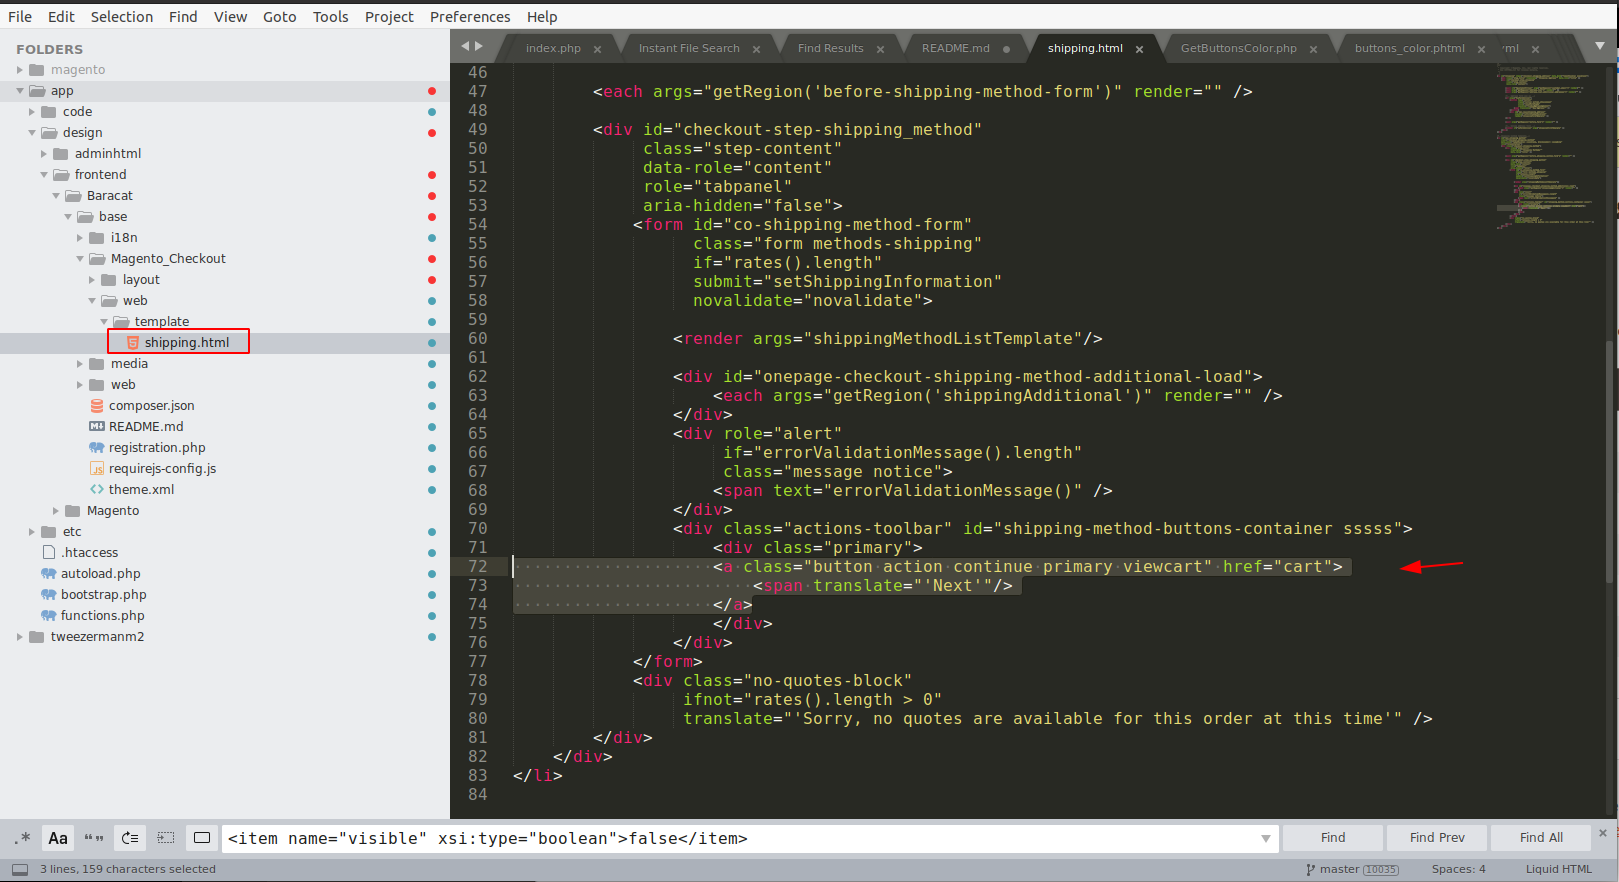 File Edit Selection Find View Goto Tools Project Preferences Help
FOLDERS
magento
app
code
design
adminhtml
frontend
Baracat
base
i18n
Magento_Checkout
layout
web
template
shipping.html
media
web
composer.json
README.md
registration.php
requirejs-config.js
theme.xml
Magento
etc
.htaccess
autoload.php
bootstrap.php
functions.php
tweezermanm2
index.php × Instant File Search × Find Results × README.md shipping.html × GetButtonsColor.php × buttons_color.phtml × yml ×
46
47 <each args="getRegion('before-shipping-method-form')" render="" />
48
49 <div id="checkout-step-shipping_method"
50 class="step-content"
51 data-role="content"
52 role="tabpanel"
53 aria-hidden="false">
54 <form id="co-shipping-method-form"
55 class="form methods-shipping"
56 if="rates().length"
57 submit="setShippingInformation"
58 novalidate="novalidate">
59
60 <render args="shippingMethodListTemplate"/>
61
62 <div id="onepage-checkout-shipping-method-additional-load">
63 <each args="getRegion('shippingAdditional')" render="" />
64 </div>
65 <div role="alert"
66 if="errorValidationMessage().length"
67 class="message notice">
68 <span text="errorValidationMessage()" />
69 </div>
70 <div class="actions-toolbar" id="shipping-method-buttons-container sssss">
71 <div class="primary">
72 <a class="button action continue primary viewcart" href="cart">
73 <span translate="'Next'"/>
74 </a>
75 </div>
76 </div>
77 </form>
78 <div class="no-quotes-block"
79 ifnot="rates().length > 0"
80 translate="'Sorry, no quotes are available for this order at this time'" />
81 </div>
82 </div>
83 </li>
84
.* Aa “” <item name="visible" xsi:type="boolean">false</item> Find Find Prev Find All ×
3 lines, 159 characters selected master 10035 Spaces: 4 Liquid HTML